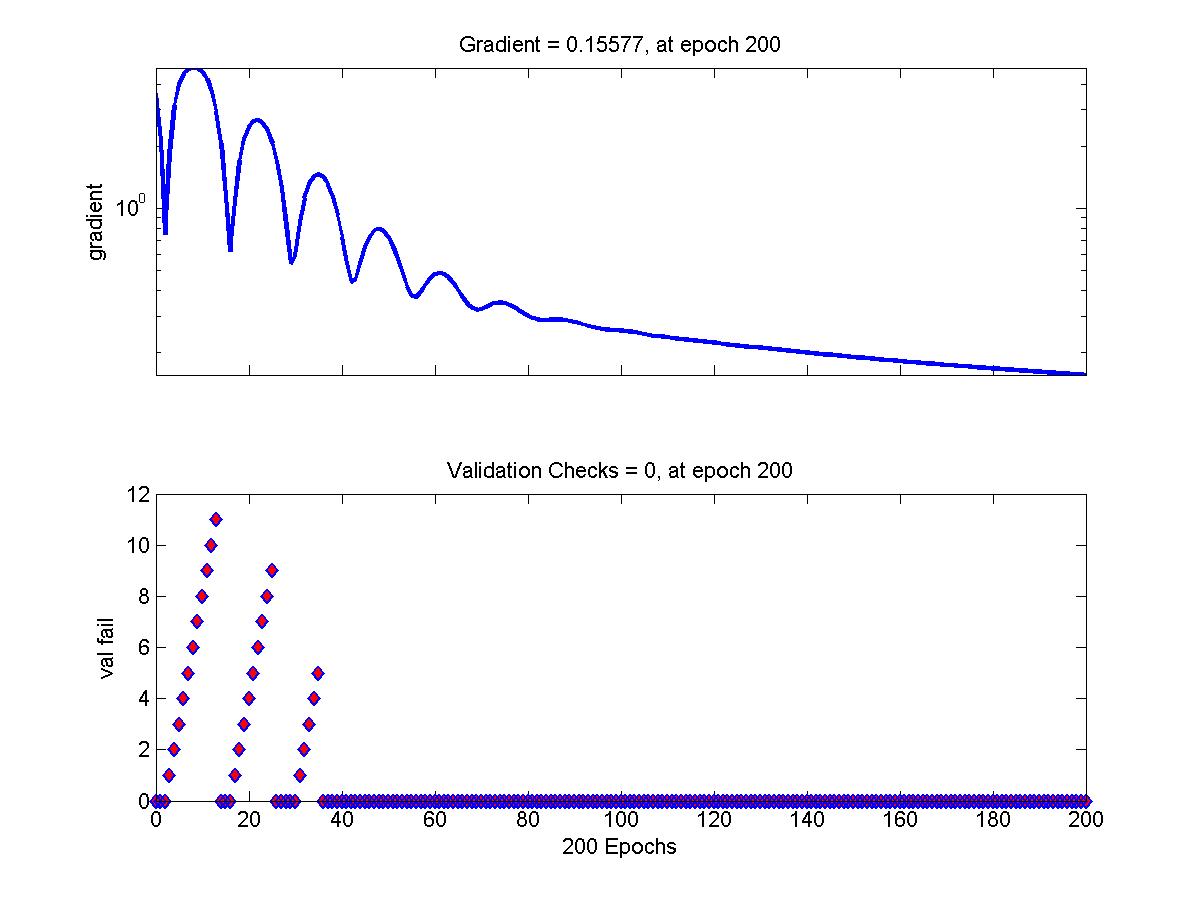 Gradient = 0.15577, at epoch 200
gradient
10^0
Validation Checks = 0, at epoch 200
val fail
12
10
8
6
4
2
0
0 20 40 60 80 100 120 140 160 180 200
200 Epochs